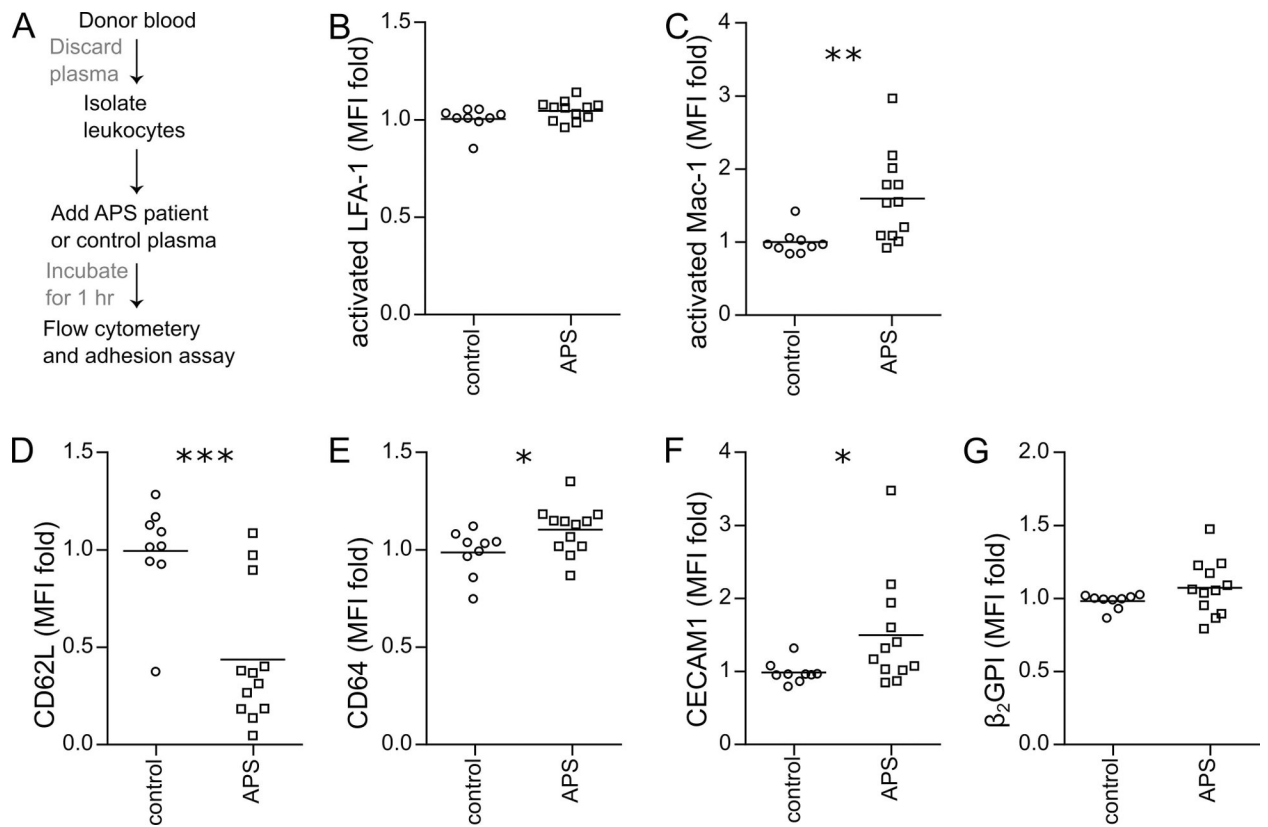 A
Donor blood
Discard
plasma
Isolate
leukocytes
Add APS patient
or control plasma
Incubate
for 1 hr
Flow cytometery
and adhesion assay
B
activated LFA-1 (MFI fold)
1.5
1.0
0.5
0.0
control
APS
C
activated Mac-1 (MFI fold)
4
3
2
1
0
**
control
APS
D
CD62L (MFI fold)
1.5
1.0
0.5
0.0
***
control
APS
E
CD64 (MFI fold)
1.5
1.0
0.5
0.0
*
control
APS
F
CECAM1 (MFI fold)
4
3
2
1
0
*
control
APS
G
β₂GPI (MFI fold)
2.0
1.5
1.0
0.5
0.0
control
APS